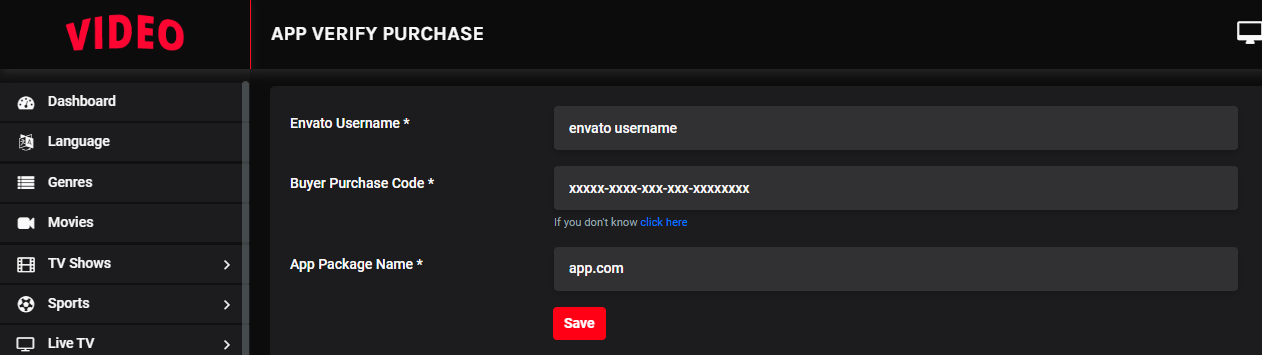 VIDEO
APP VERIFY PURCHASE
Dashboard
Language
Genres
Movies
TV Shows
Sports
Live TV
Envato Username *
envato username
Buyer Purchase Code *
xxxxx-xxxx-xxx-xxx-xxxxxxxx
If you don't know click here
App Package Name *
app.com
Save